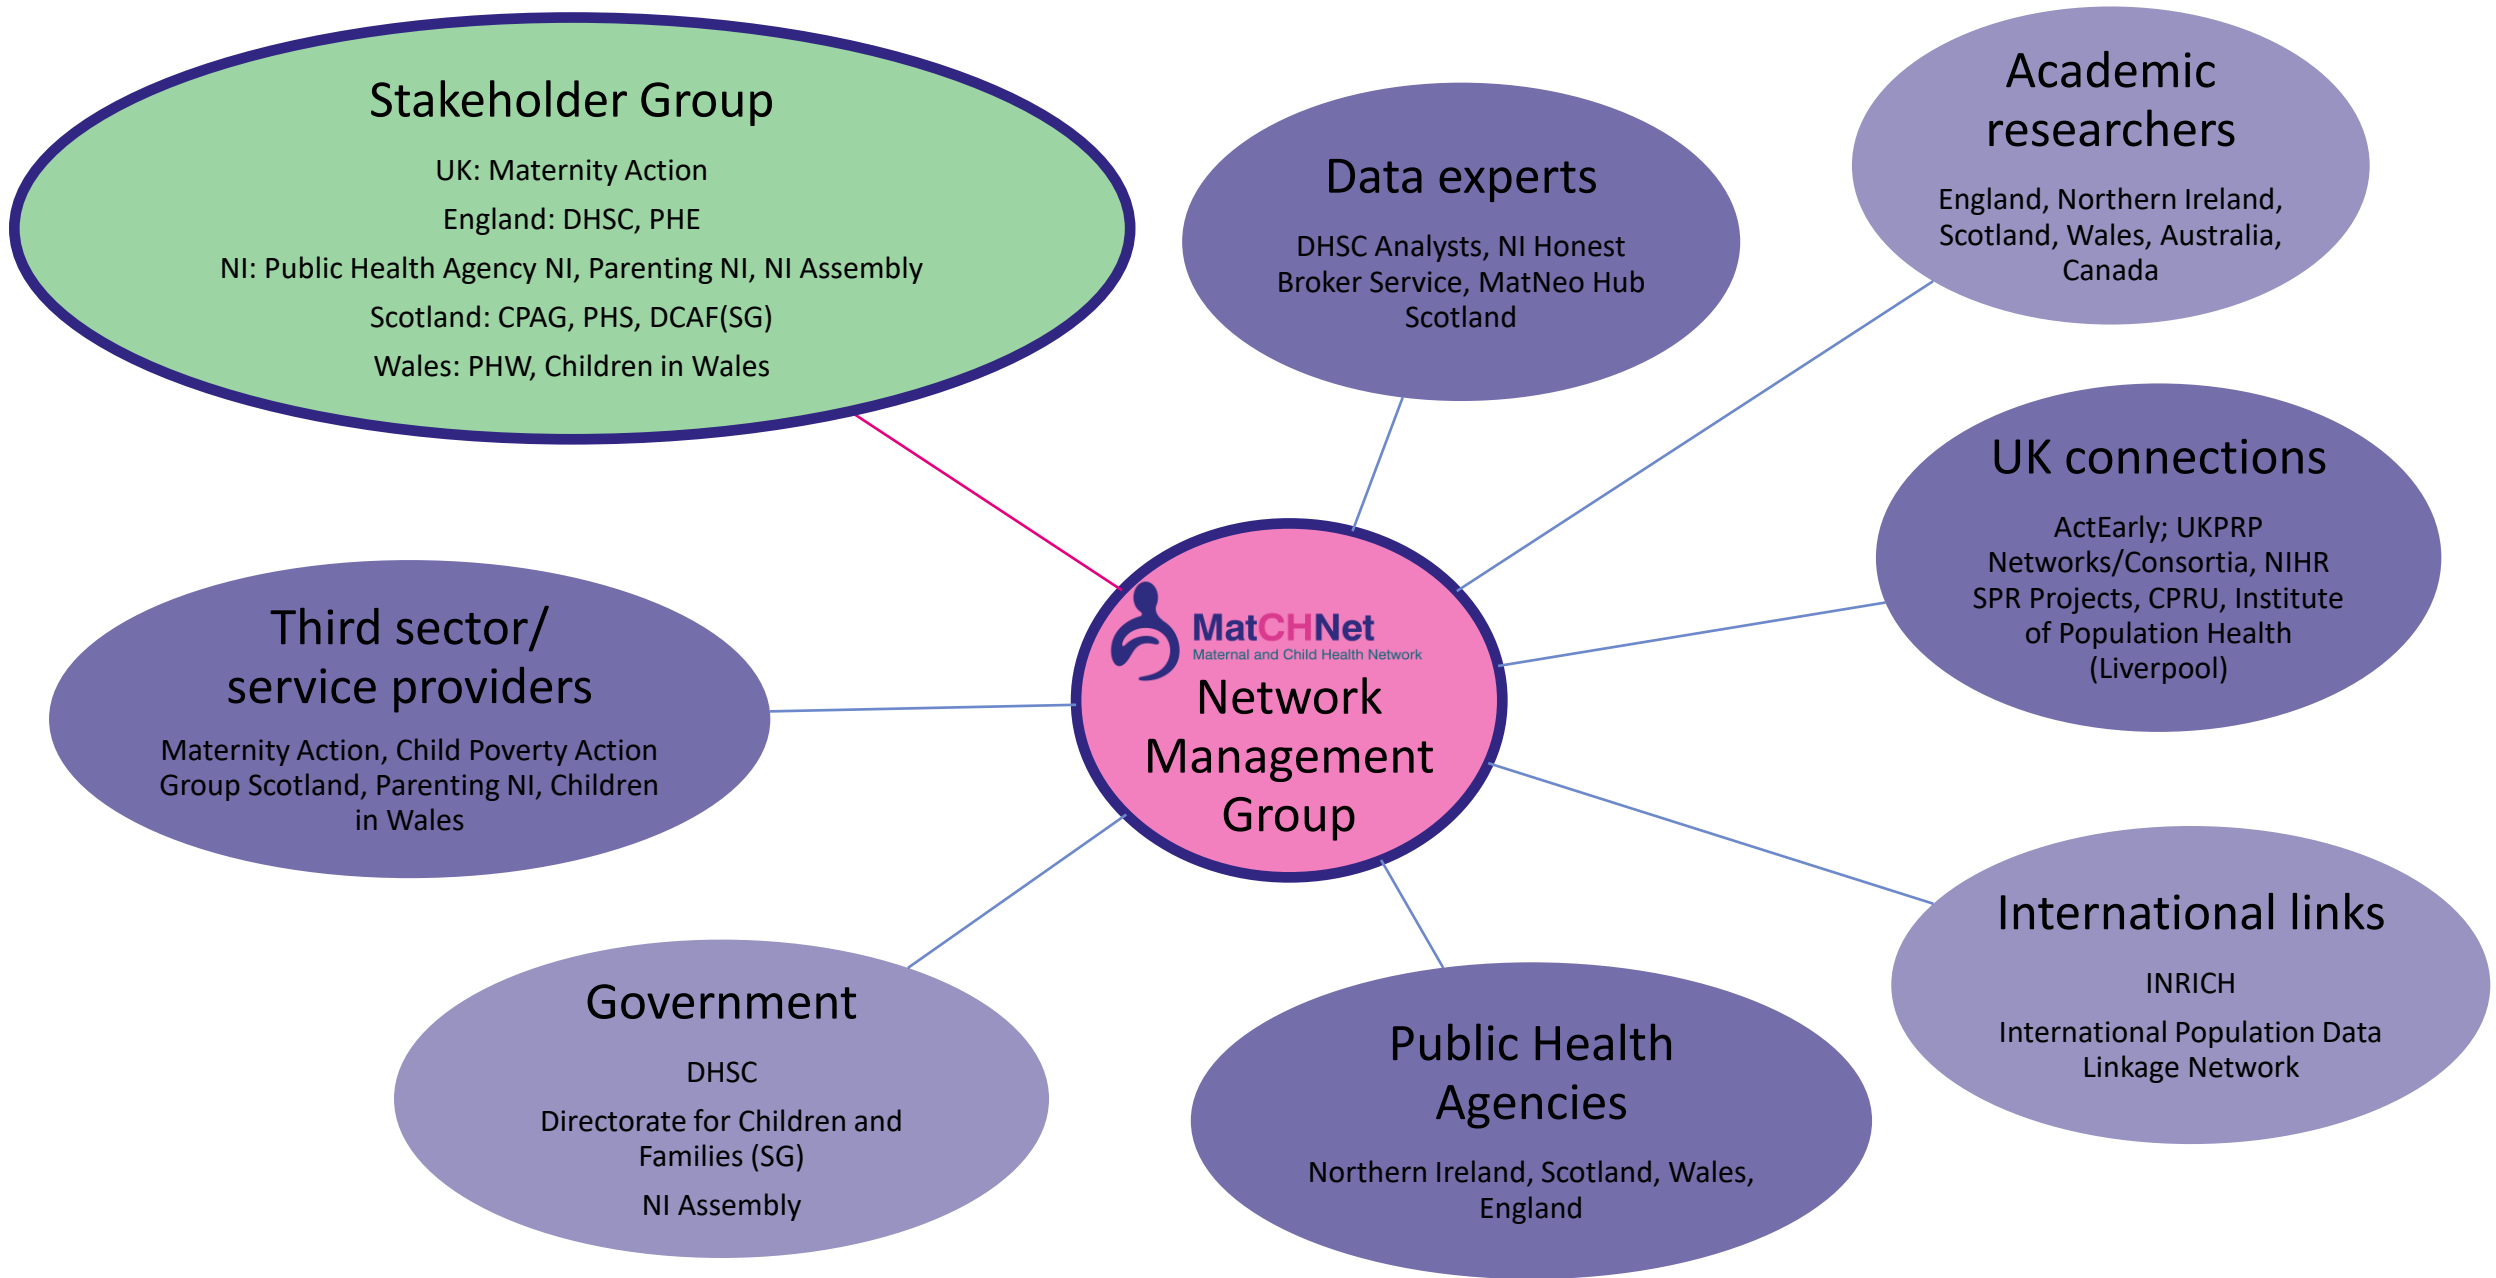 Stakeholder Group
UK: Maternity Action
England: DHSC, PHE
NI: Public Health Agency NI, Parenting NI, NI Assembly
Scotland: CPAG, PHS, DCAF(SG)
Wales: PHW, Children in Wales
Data experts
DHSC Analysts, NI Honest
Broker Service, MatNeo Hub
Scotland
Academic
researchers
England, Northern Ireland,
Scotland, Wales, Australia,
Canada
UK connections
ActEarly; UKPRP
Networks/Consortia, NIHR
SPR Projects, CPRU, Institute
of Population Health
(Liverpool)
Third sector/
service providers
Maternity Action, Child Poverty Action
Group Scotland, Parenting NI, Children
in Wales
MatCHNet
Maternal and Child Health Network
Network
Management
Group
International links
INRICH
International Population Data
Linkage Network
Government
DHSC
Directorate for Children and
Families (SG)
NI Assembly
Public Health
Agencies
Northern Ireland, Scotland, Wales,
England